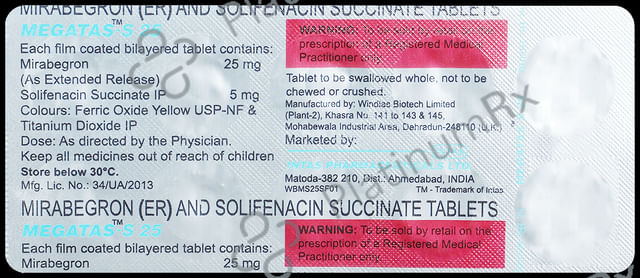 MIRABEGRON (ER) AND SOLIFENACIN SUCCINATE TABLETS
MEGATAS™-S 25
Each film coated bilayered tablet contains:
Mirabegron 25 mg
(As Extended Release)
Solifenacin Succinate IP 5 mg
Colours: Ferric Oxide Yellow USP-NF &
Titanium Dioxide IP
Dose: As directed by the Physician.
Keep all medicines out of reach of children
Store below 30°C.
Mfg. Lic. No.: 34/UA/2013
WARNING: To be sold by retail on the
prescription of a Registered Medical
Practitioner only.
Tablet to be swallowed whole, not to be
chewed or crushed.
Manufactured by: Windlas Biotech Limited
(Plant-2), Khasra No. 141 to 143 & 145,
Mohabewala Industrial Area, Dehradun-248110 (U.K.)
Marketed by:
INTAS PHARMACEUTICALS LTD.
Matoda-382 210, Dist.: Ahmedabad, INDIA
WBMS25SF01 TM - Trademark of Intas
MIRABEGRON (ER) AND SOLIFENACIN SUCCINATE TABLETS
MEGATAS™-S 25
Each film coated bilayered tablet contains:
Mirabegron 25 mg
WARNING: To be sold by retail on the
prescription of a Registered Medical
Practitioner only.
PlatinumRx